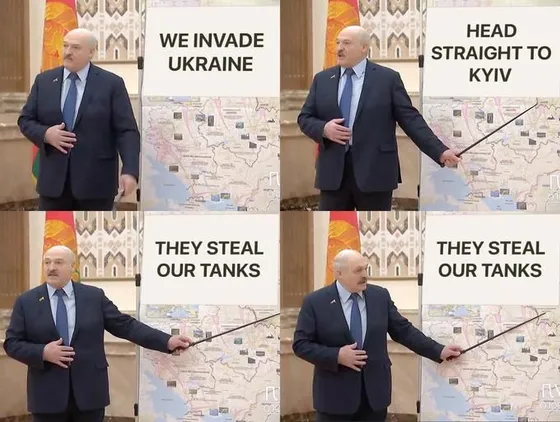 WE INVADE
UKRAINE
HEAD
STRAIGHT TO
KYIV
THEY STEAL
OUR TANKS
THEY STEAL
OUR TANKS